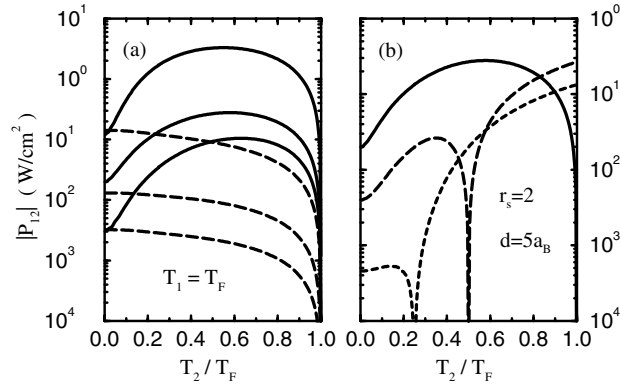 10¹
10⁰
10¹
10²
10³
10⁴
|P₁₂| ( W/cm² )
(a)
T₁ = T_F
0.0 0.2 0.4 0.6 0.8 1.0
T₂ / T_F
(b)
r_s=2
d=5a_B
10⁰
10¹
10²
10³
10⁴
0.0 0.2 0.4 0.6 0.8 1.0
T₂ / T_F